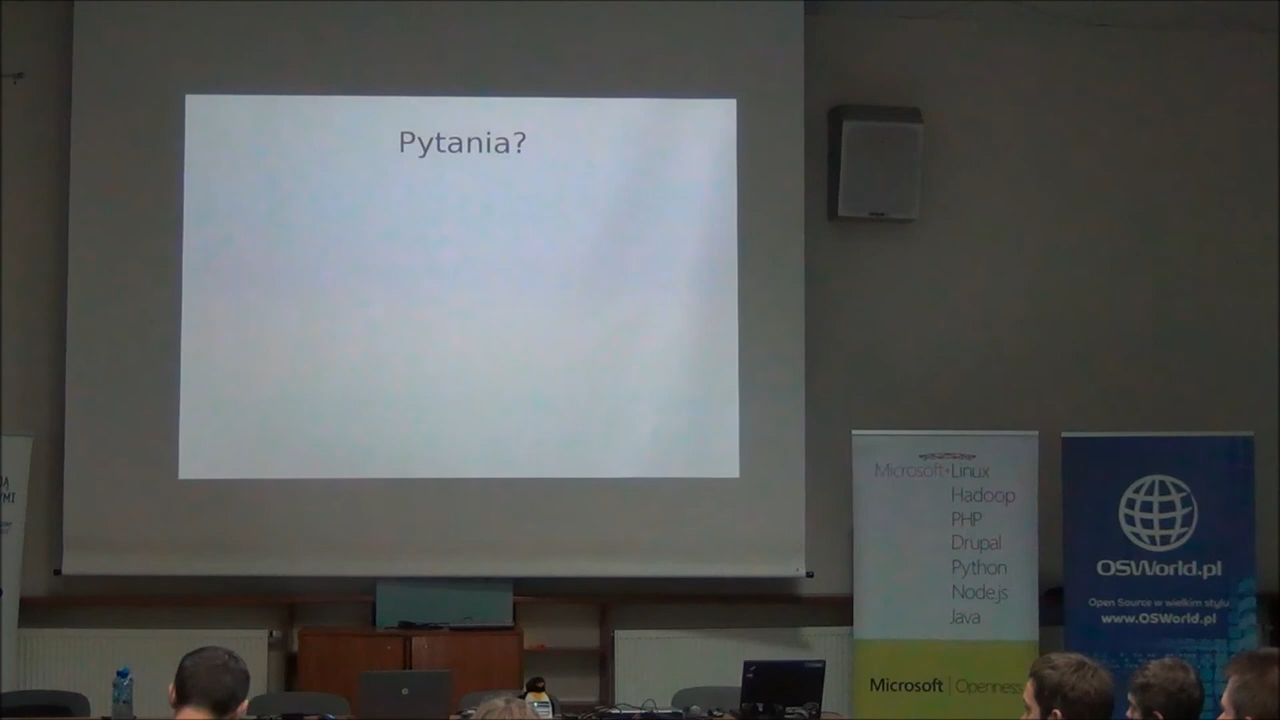 Pytania?
Microsoft+Linux
Hadoop
PHP
Drupal
Python
Node.js
Java
Microsoft | Openness
OSWorld.pl
Open Source w wielkim stylu
www.OSWorld.pl